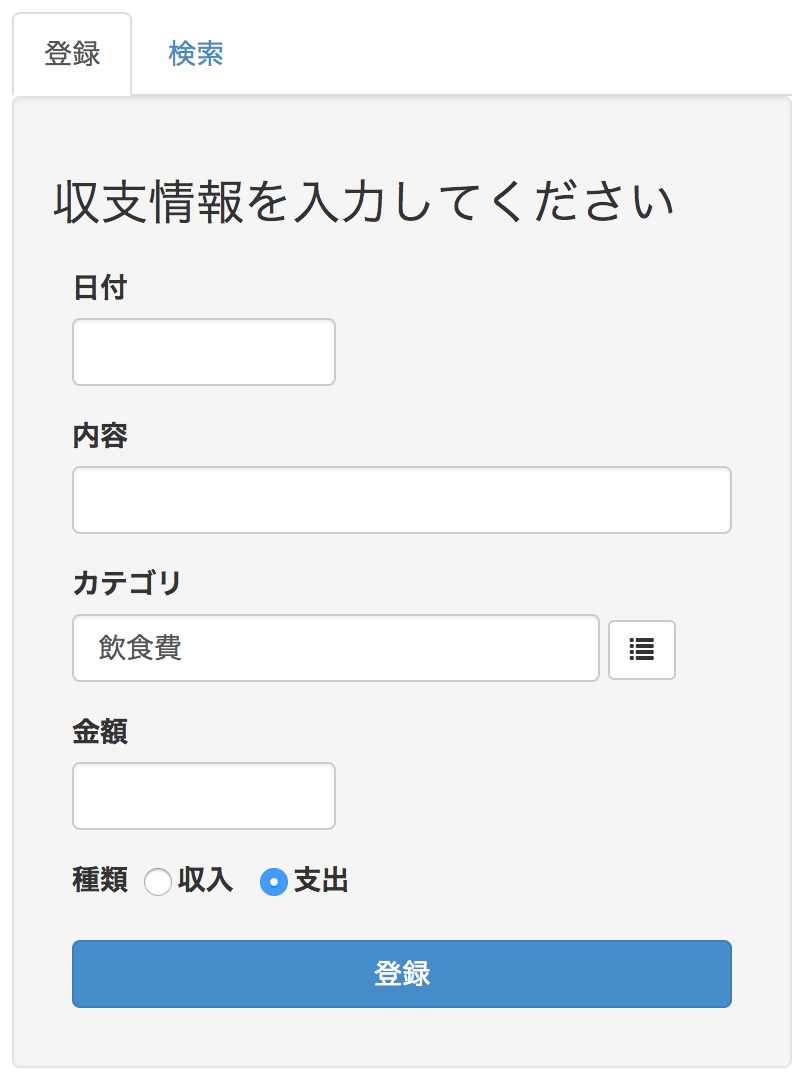 登録 検索
収支情報を入力してください
日付
内容
カテゴリ
飲食費
金額
種類 収入 支出
登録